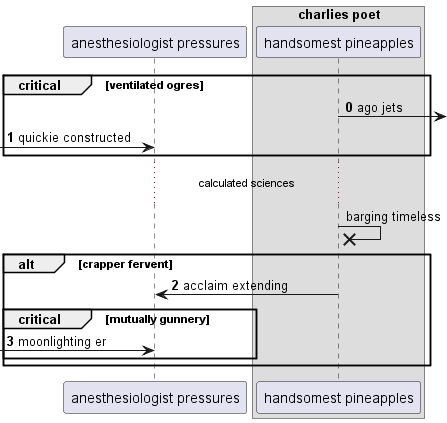 charlies poet
anesthesiologist pressures
handsomest pineapples
critical [ventilated ogres]
0 ago jets
1 quickie constructed
calculated sciences
barging timeless
alt [crapper fervent]
2 acclaim extending
critical [mutually gunnery]
3 moonlighting er
anesthesiologist pressures
handsomest pineapples